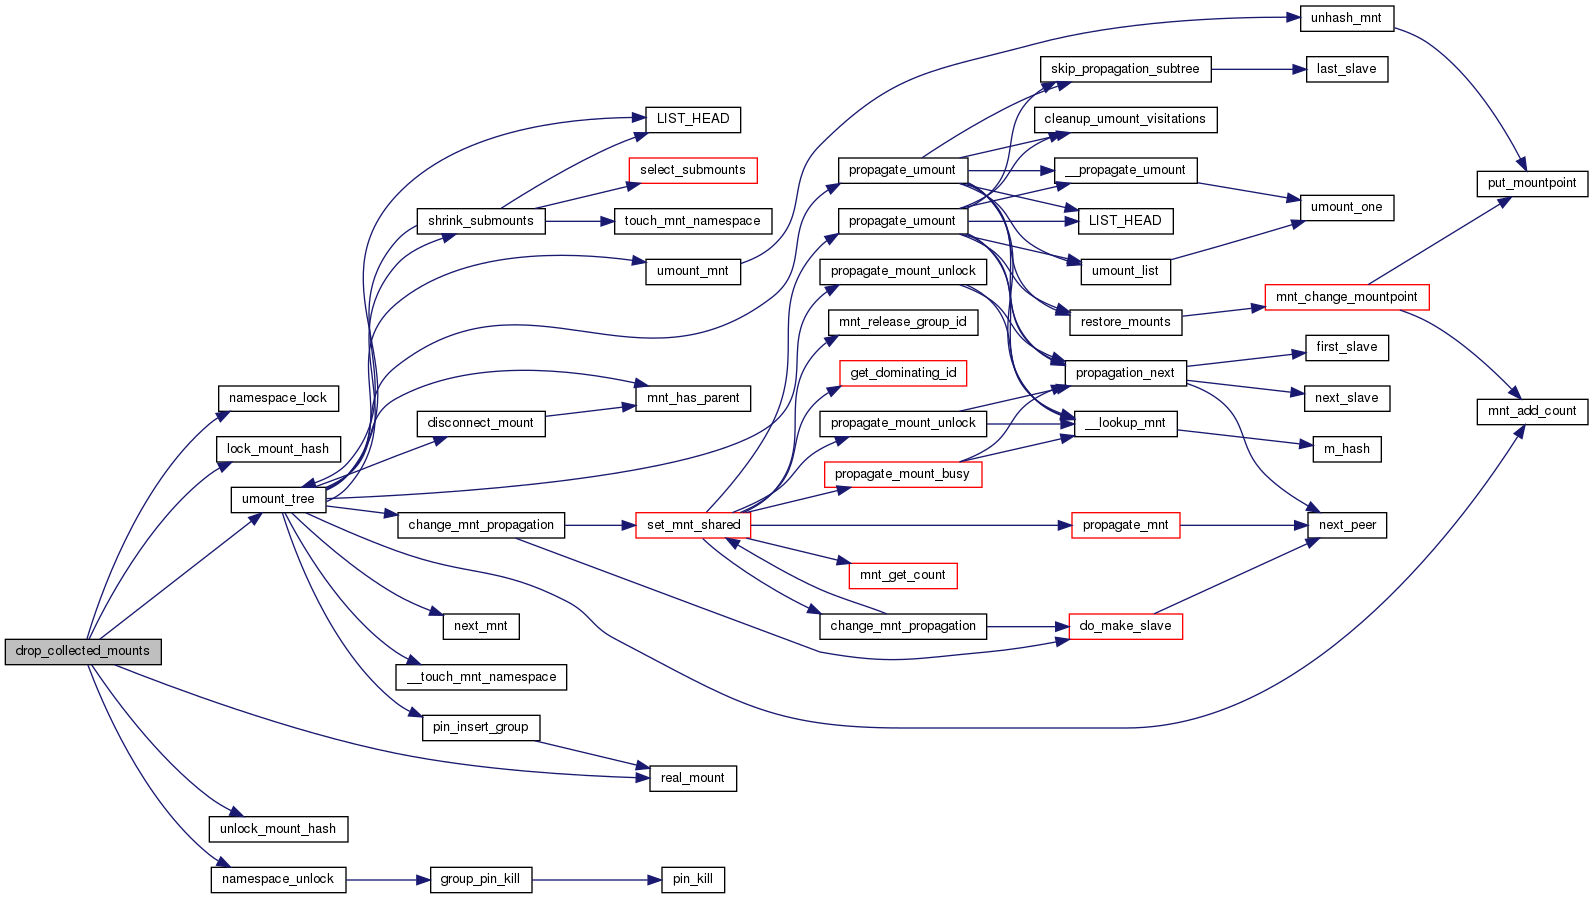 drop_collected_mounts
namespace_lock
lock_mount_hash
umount_tree
unlock_mount_hash
namespace_unlock
shrink_submounts
disconnect_mount
change_mnt_propagation
next_mnt
__touch_mnt_namespace
pin_insert_group
group_pin_kill
LIST_HEAD
select_submounts
touch_mnt_namespace
umount_mnt
mnt_has_parent
set_mnt_shared
real_mount
pin_kill
propagate_umount
propagate_umount
propagate_mount_unlock
mnt_release_group_id
get_dominating_id
propagate_mount_unlock
propagate_mount_busy
mnt_get_count
change_mnt_propagation
skip_propagation_subtree
cleanup_umount_visitations
__propagate_umount
LIST_HEAD
umount_list
restore_mounts
propagation_next
__lookup_mnt
propagate_mnt
do_make_slave
unhash_mnt
last_slave
umount_one
mnt_change_mountpoint
first_slave
next_slave
m_hash
next_peer
put_mountpoint
mnt_add_count